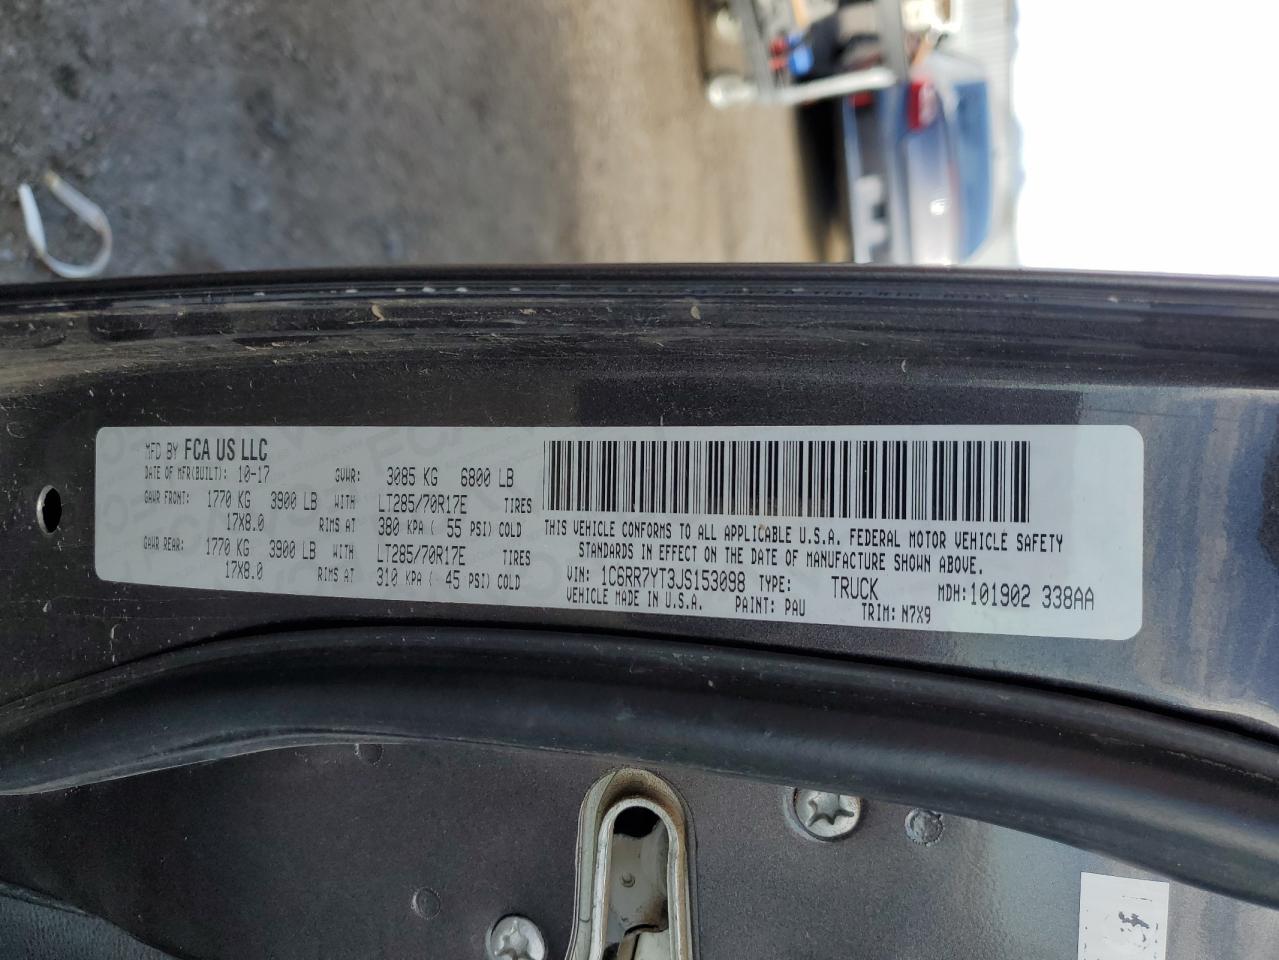 MFD BY FCA US LLC
DATE OF MFR(BUILT): 10-17 GVWR: 3085 KG 6800 LB
GAWR FRONT: 1770 KG 3900 LB WITH LT285/70R17E TIRES
17X8.0 RIMS AT 380 KPA ( 55 PSI) COLD
GAWR REAR: 1770 KG 3900 LB WITH LT285/70R17E TIRES
17X8.0 RIMS AT 310 KPA ( 45 PSI) COLD
THIS VEHICLE CONFORMS TO ALL APPLICABLE U.S.A. FEDERAL MOTOR VEHICLE SAFETY
STANDARDS IN EFFECT ON THE DATE OF MANUFACTURE SHOWN ABOVE.
VIN: 1C6RR7YT3JS153098 TYPE: TRUCK MDH: 101902 338AA
VEHICLE MADE IN U.S.A. PAINT: PAU TRIM: N7X9